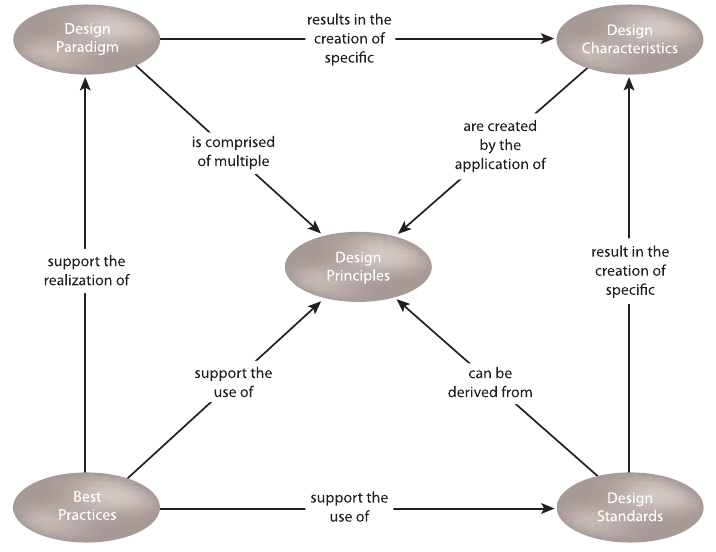 Design
Paradigm
results in the
creation of
specific
Design
Characteristics
is comprised
of multiple
are created
by the
application of
Design
Principles
support the
realization of
result in the
creation of
specific
support the
use of
can be
derived from
Best
Practices
support the
use of
Design
Standards